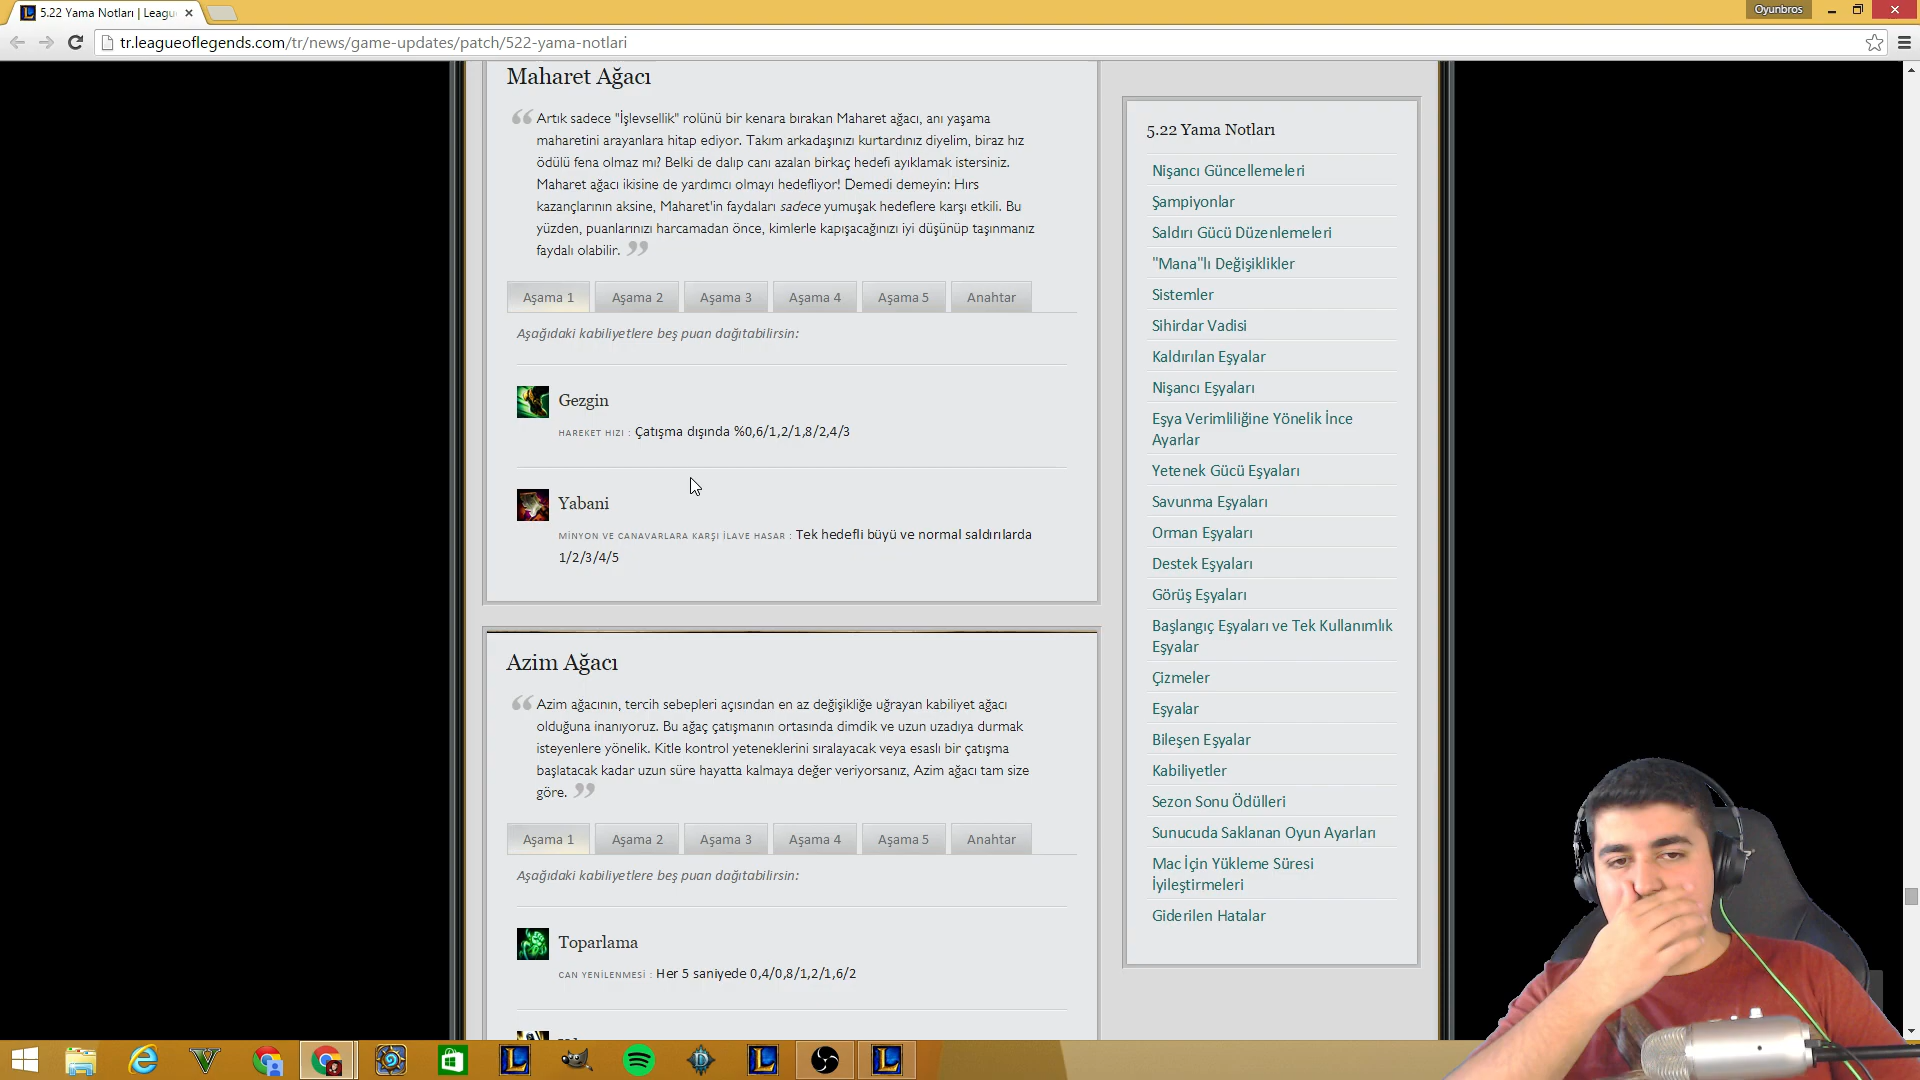 5.22 Yama Notları | Leagu
Oyunbros
tr.leagueoflegends.com/tr/news/game-updates/patch/522-yama-notlari
Maharet Ağacı
“ Artık sadece "İşlevsellik" rolünü bir kenara bırakan Maharet ağacı, anı yaşama
maharetini arayanlara hitap ediyor. Takım arkadaşınızı kurtardınız diyelim, biraz hız
ödülü fena olmaz mı? Belki de dalıp canı azalan birkaç hedefi ayıklamak istersiniz.
Maharet ağacı ikisine de yardımcı olmayı hedefliyor! Demedi demeyin: Hırs
kazançlarının aksine, Maharet'in faydaları sadece yumuşak hedeflere karşı etkili. Bu
yüzden, puanlarınızı harcamadan önce, kimlerle kapışacağınızı iyi düşünüp taşınmanız
faydalı olabilir. ”
Aşama 1 Aşama 2 Aşama 3 Aşama 4 Aşama 5 Anahtar
Aşağıdaki kabiliyetlere beş puan dağıtabilirsin:
Gezgin
HAREKET HIZI : Çatışma dışında %0,6/1,2/1,8/2,4/3
Yabani
MİNYON VE CANAVARLARA KARŞI İLAVE HASAR : Tek hedefli büyü ve normal saldırılarda
1/2/3/4/5
Azim Ağacı
“ Azim ağacının, tercih sebepleri açısından en az değişikliğe uğrayan kabiliyet ağacı
olduğuna inanıyoruz. Bu ağaç çatışmanın ortasında dimdik ve uzun uzadıya durmak
isteyenlere yönelik. Kitle kontrol yeteneklerini sıralayacak veya esaslı bir çatışma
başlatacak kadar uzun süre hayatta kalmaya değer veriyorsanız, Azim ağacı tam size
göre. ”
Aşama 1 Aşama 2 Aşama 3 Aşama 4 Aşama 5 Anahtar
Aşağıdaki kabiliyetlere beş puan dağıtabilirsin:
Toparlama
CAN YENİLENMESİ : Her 5 saniyede 0,4/0,8/1,2/1,6/2
5.22 Yama Notları
Nişancı Güncellemeleri
Şampiyonlar
Saldırı Gücü Düzenlemeleri
"Mana"lı Değişiklikler
Sistemler
Sihirdar Vadisi
Kaldırılan Eşyalar
Nişancı Eşyaları
Eşya Verimliliğine Yönelik İnce
Ayarlar
Yetenek Gücü Eşyaları
Savunma Eşyaları
Orman Eşyaları
Destek Eşyaları
Görüş Eşyaları
Başlangıç Eşyaları ve Tek Kullanımlık
Eşyalar
Çizmeler
Eşyalar
Bileşen Eşyalar
Kabiliyetler
Sezon Sonu Ödülleri
Sunucuda Saklanan Oyun Ayarları
Mac İçin Yükleme Süresi
İyileştirmeleri
Giderilen Hatalar